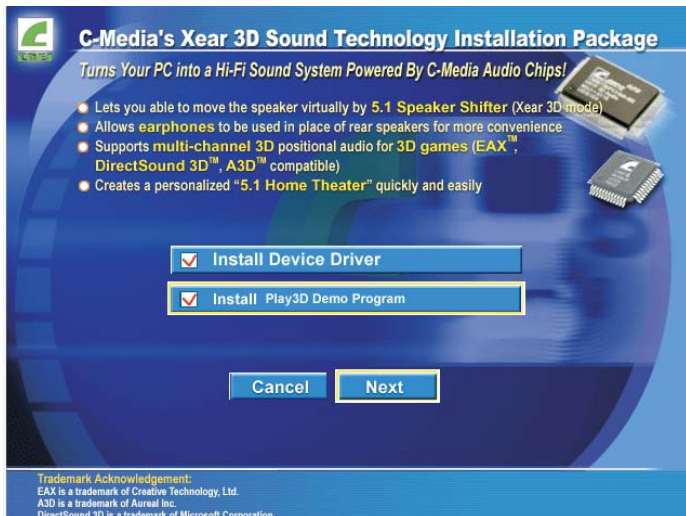 C-Media's Xear 3D Sound Technology Installation Package
Turns Your PC into a Hi-Fi Sound System Powered By C-Media Audio Chips!
Lets you able to move the speaker virtually by 5.1 Speaker Shifter (Xear 3D mode)
Allows earphones to be used in place of rear speakers for more convenience
Supports multi-channel 3D positional audio for 3D games (EAX™,
DirectSound 3D™, A3D™ compatible)
Creates a personalized “5.1 Home Theater” quickly and easily
Install Device Driver
Install Play3D Demo Program
Cancel
Next
Trademark Acknowledgement:
EAX is a trademark of Creative Technology, Ltd.
A3D is a trademark of Aureal Inc.
DirectSound 3D is a trademark of Microsoft Corporation